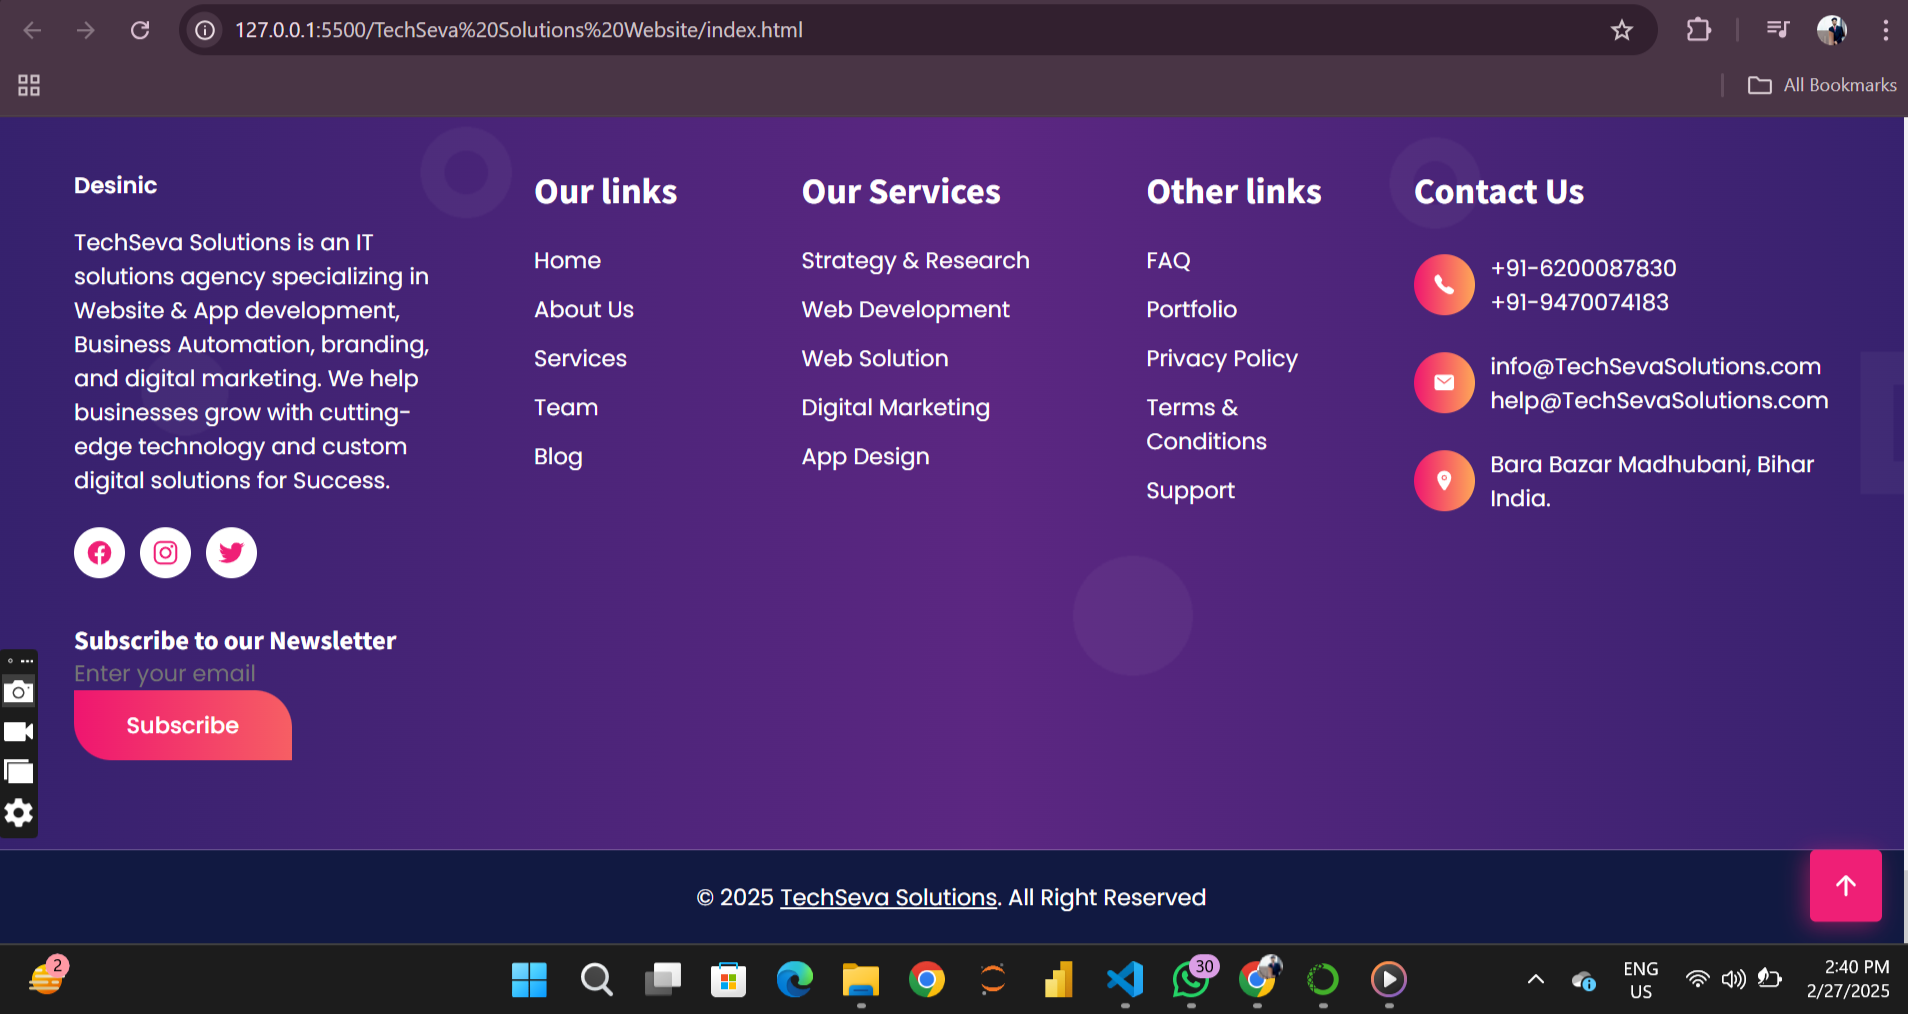 127.0.0.1:5500/TechSeva%20Solutions%20Website/index.html
All Bookmarks
Desinic
TechSeva Solutions is an IT
solutions agency specializing in
Website & App development,
Business Automation, branding,
and digital marketing. We help
businesses grow with cutting-
edge technology and custom
digital solutions for Success.
Subscribe to our Newsletter
Enter your email
Subscribe
Our links
Home
About Us
Services
Team
Blog
Our Services
Strategy & Research
Web Development
Web Solution
Digital Marketing
App Design
Other links
FAQ
Portfolio
Privacy Policy
Terms &
Conditions
Support
Contact Us
+91-6200087830
+91-9470074183
info@TechSevaSolutions.com
help@TechSevaSolutions.com
Bara Bazar Madhubani, Bihar
India.
© 2025 TechSeva Solutions. All Right Reserved
2
30
ENG
US
2:40 PM
2/27/2025